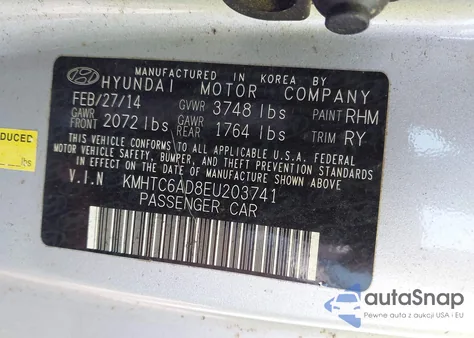 MANUFACTURED IN KOREA BY
HYUNDAI MOTOR COMPANY
FEB/27/14 GVWR 3748 lbs PAINT RHM
GAWR FRONT 2072 lbs GAWR REAR 1764 lbs TRIM RY
THIS VEHICLE CONFORMS TO ALL APPLICABLE U.S.A. FEDERAL
MOTOR VEHICLE SAFETY, BUMPER, AND THEFT PREVENTION STANDARDS
IN EFFECT ON THE DATE OF MANUFACTURE SHOWN ABOVE.
V.I.N KMHTC6AD8EU203741
PASSENGER CAR
DUCED
lbs
autoSnap
Pewne auta z aukcji USA i EU